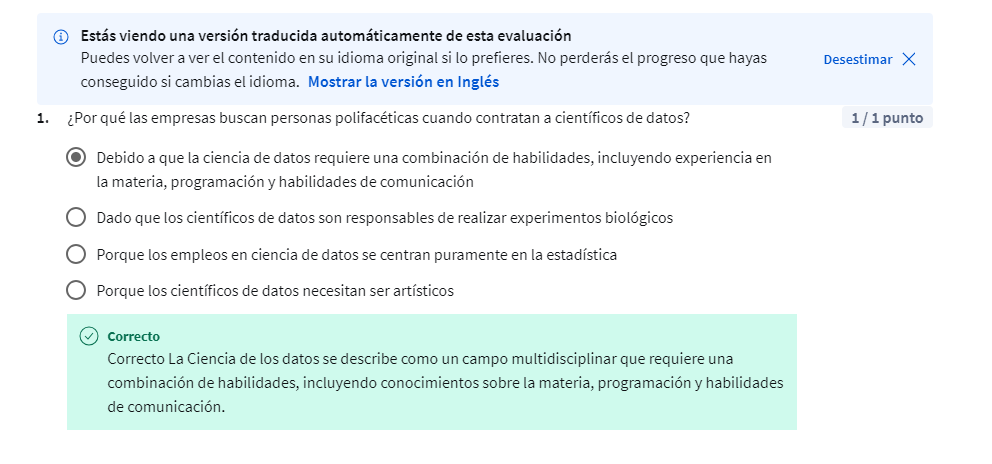 Estás viendo una versión traducida automáticamente de esta evaluación
Puedes volver a ver el contenido en su idioma original si lo prefieres. No perderás el progreso que hayas
conseguido si cambias el idioma. Mostrar la versión en Inglés
Desestimar
1. ¿Por qué las empresas buscan personas polifacéticas cuando contratan a científicos de datos?
1 / 1 punto
Debido a que la ciencia de datos requiere una combinación de habilidades, incluyendo experiencia en
la materia, programación y habilidades de comunicación
Dado que los científicos de datos son responsables de realizar experimentos biológicos
Porque los empleos en ciencia de datos se centran puramente en la estadística
Porque los científicos de datos necesitan ser artísticos
Correcto
Correcto La Ciencia de los datos se describe como un campo multidisciplinar que requiere una
combinación de habilidades, incluyendo conocimientos sobre la materia, programación y habilidades
de comunicación.